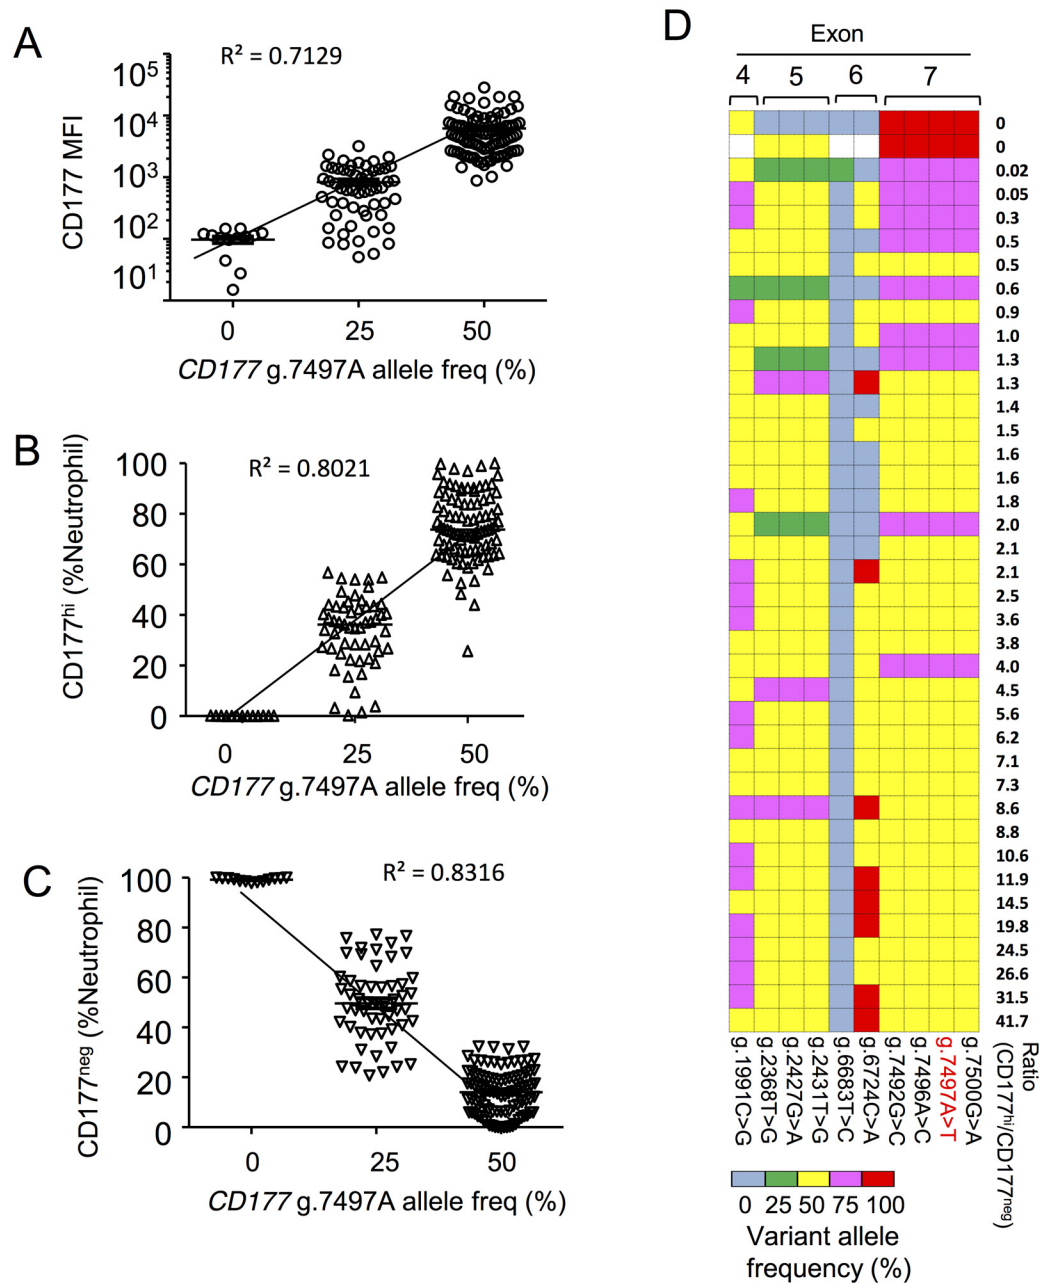 A
R² = 0.7129
CD177 MFI
10⁵
10⁴
10³
10²
10¹
0 25 50
CD177 g.7497A allele freq (%)
B
R² = 0.8021
CD177ʰⁱ (%Neutrophil)
100
80
60
40
20
0
0 25 50
CD177 g.7497A allele freq (%)
C
R² = 0.8316
CD177ⁿᵉᵍ (%Neutrophil)
100
80
60
40
20
0
0 25 50
CD177 g.7497A allele freq (%)
D
Exon
4 5 6 7
0
0
0.02
0.05
0.3
0.5
0.5
0.6
0.9
1.0
1.3
1.3
1.4
1.5
1.6
1.6
1.8
2.0
2.1
2.1
2.5
3.6
3.8
4.0
4.5
5.6
6.2
7.1
7.3
8.6
8.8
10.6
11.9
14.5
19.8
24.5
26.6
31.5
41.7
g.1991C>G
g.2368T>G
g.2427G>A
g.2431T>G
g.6683T>C
g.6724C>A
g.7492G>C
g.7496A>C
g.7497A>T
g.7500G>A
Ratio
(CD177ʰⁱ/CD177ⁿᵉᵍ)
0 25 50 75 100
Variant allele
frequency (%)